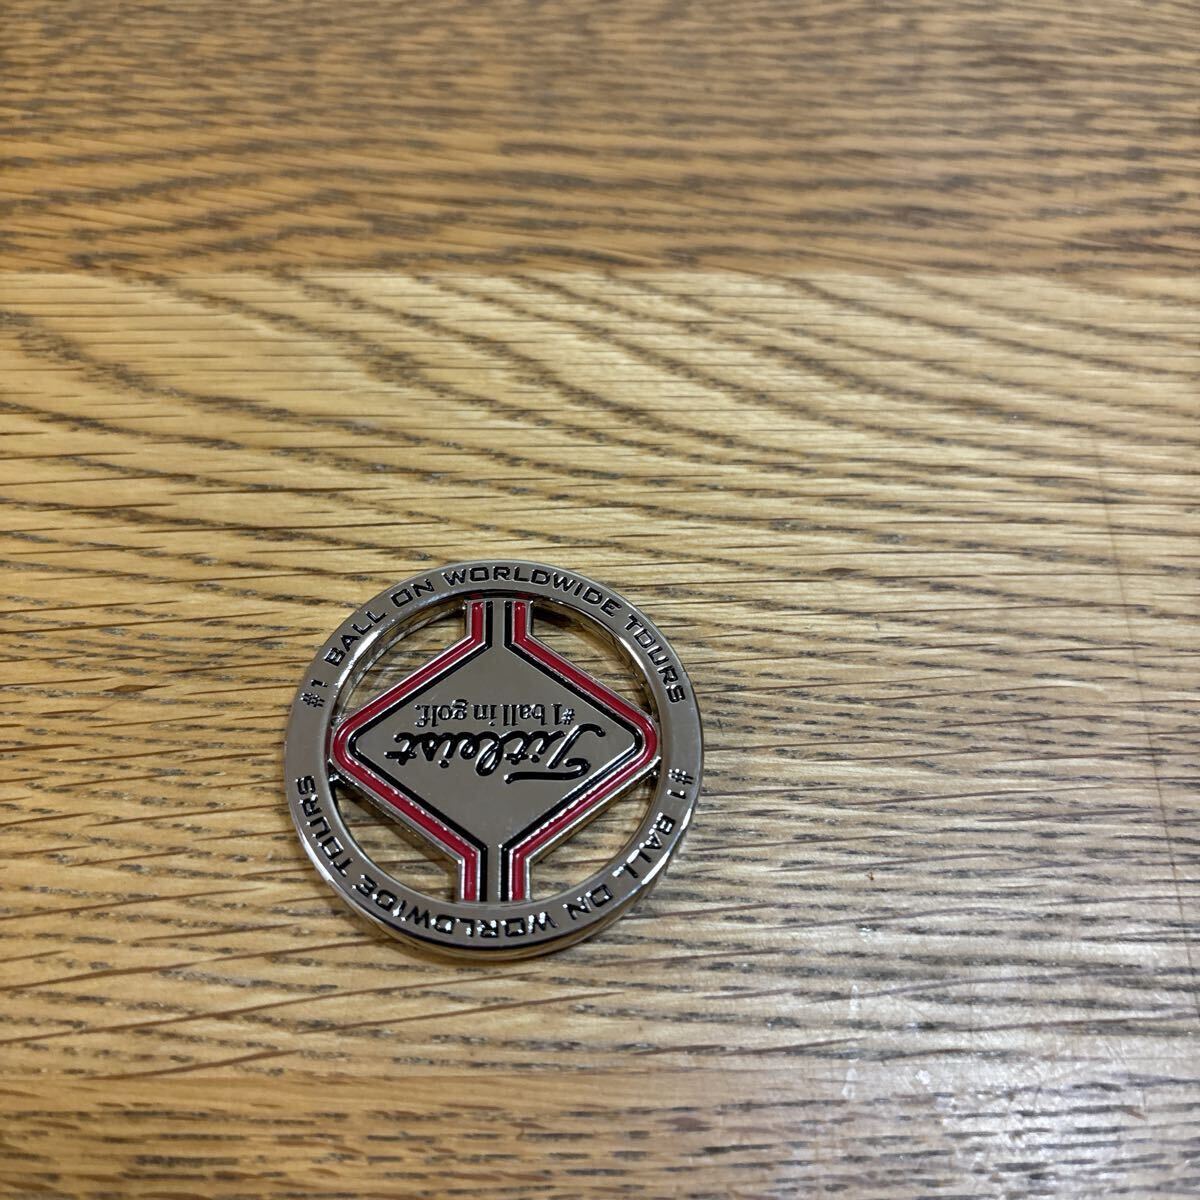 #1 BALL ON WORLDWIDE TOURS
Titleist
#1 ball in golf.
#1 BALL ON WORLDWIDE TOURS